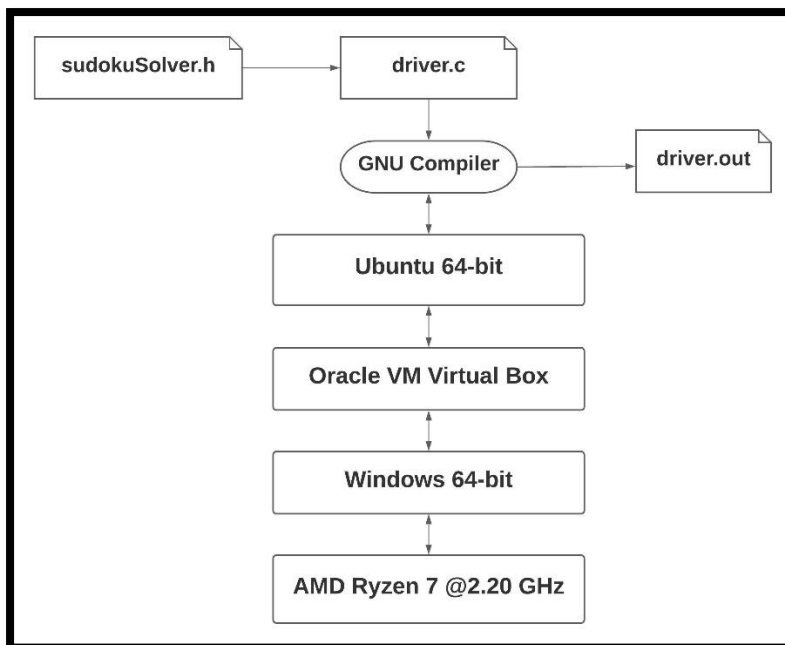 sudokuSolver.h
driver.c
GNU Compiler
driver.out
Ubuntu 64-bit
Oracle VM Virtual Box
Windows 64-bit
AMD Ryzen 7 @2.20 GHz